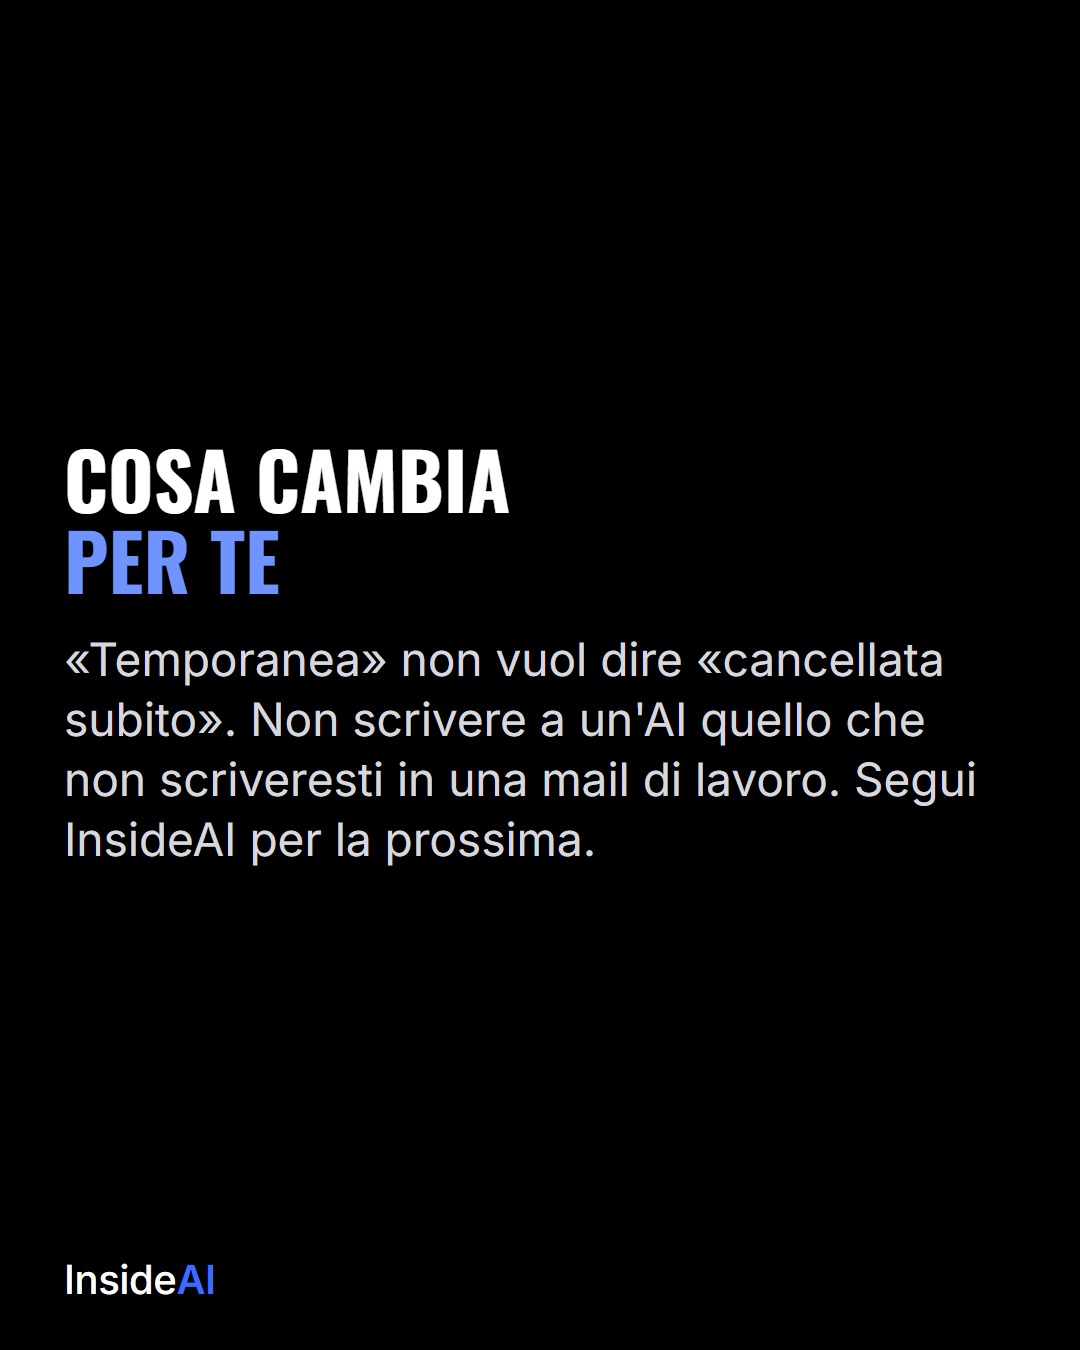 COSA CAMBIA
PER TE
«Temporanea» non vuol dire «cancellata
subito». Non scrivere a un'AI quello che
non scriveresti in una mail di lavoro. Segui
InsideAI per la prossima.
InsideAI